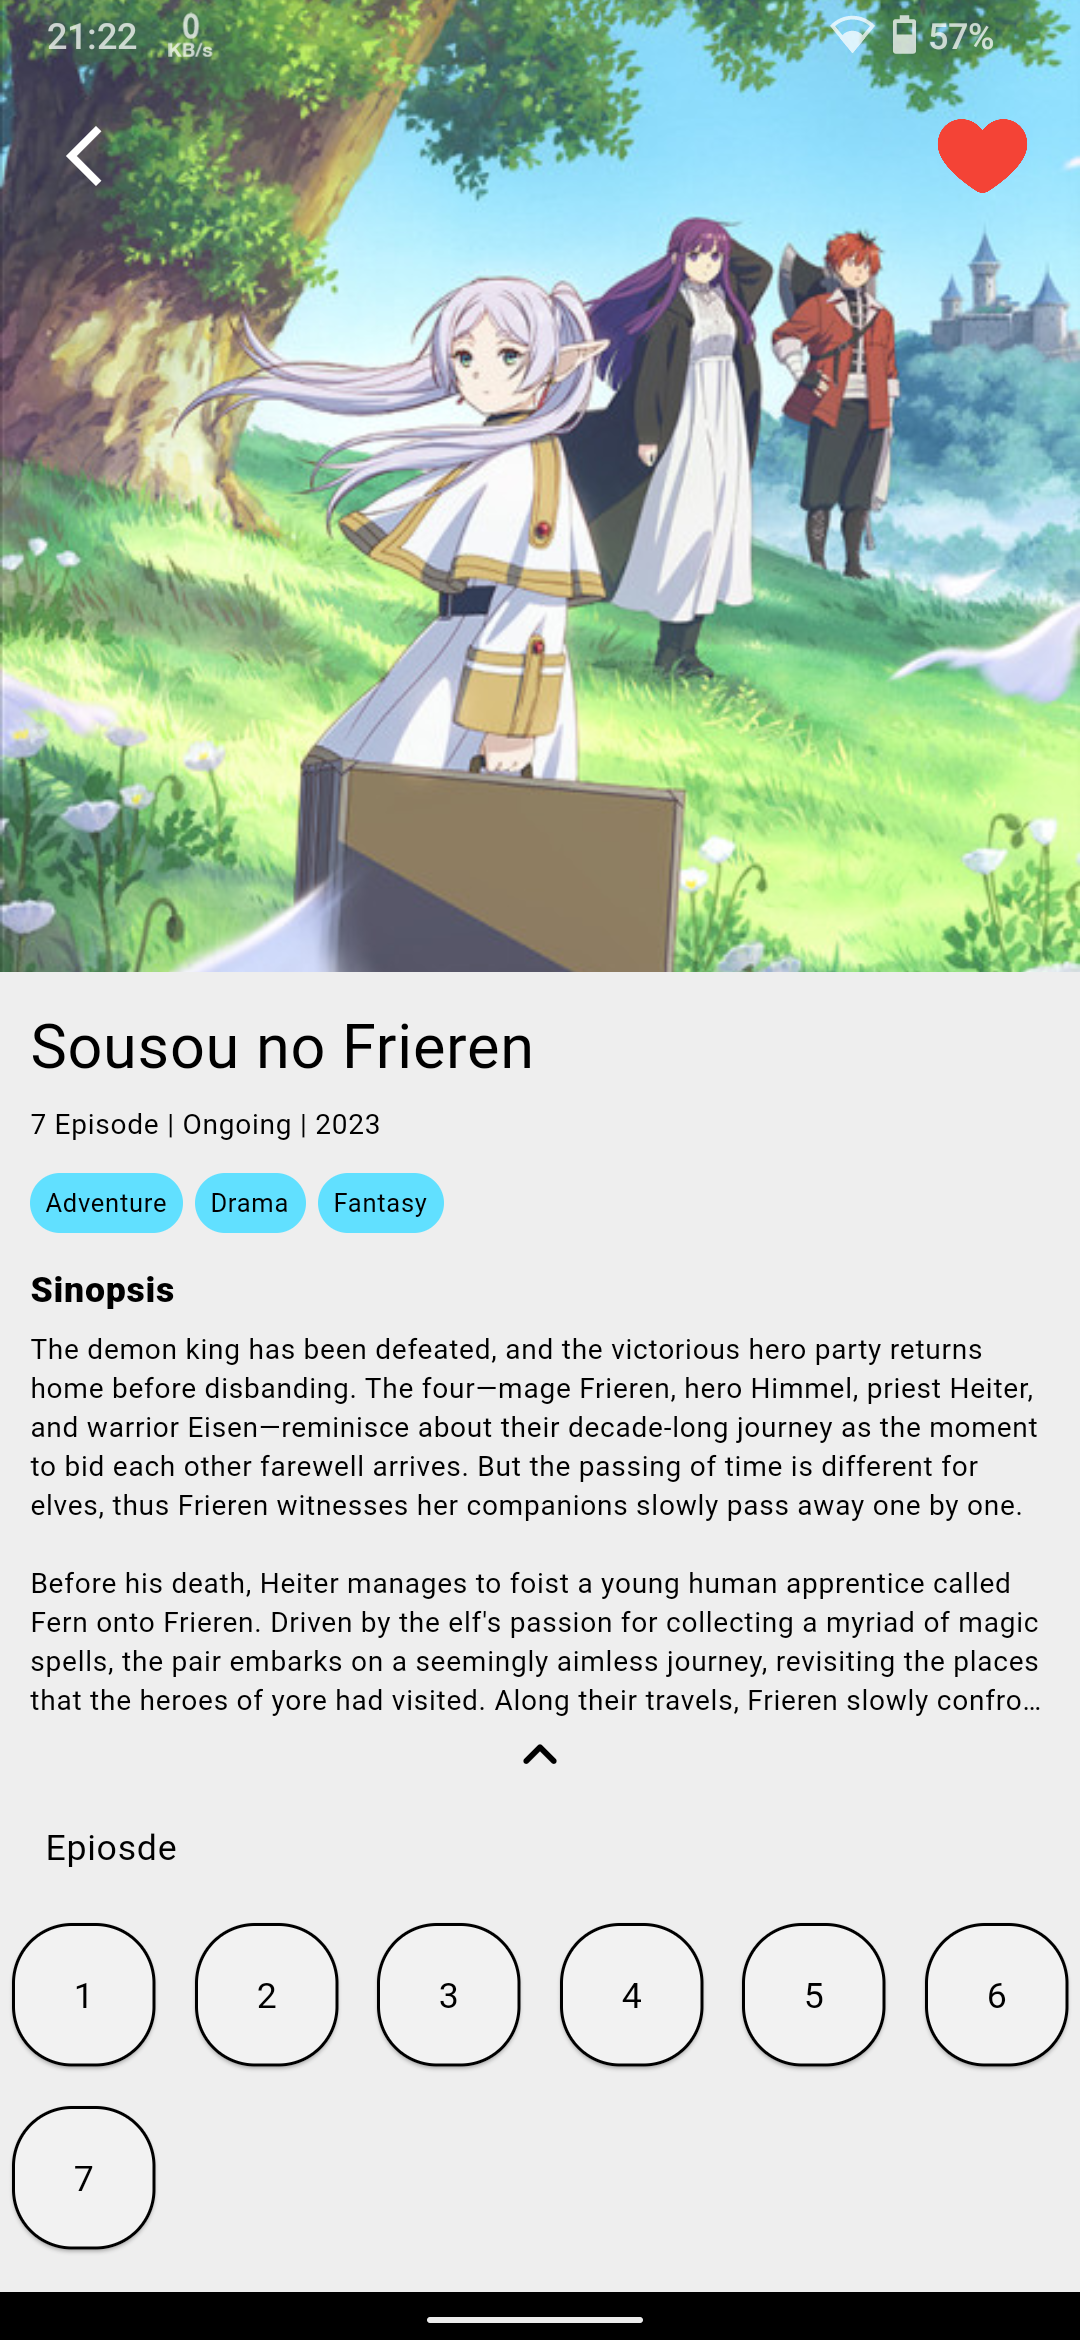 21:22 0 KB/s 57%
Sousou no Frieren
7 Episode | Ongoing | 2023
Adventure Drama Fantasy
Sinopsis
The demon king has been defeated, and the victorious hero party returns
home before disbanding. The four—mage Frieren, hero Himmel, priest Heiter,
and warrior Eisen—reminisce about their decade-long journey as the moment
to bid each other farewell arrives. But the passing of time is different for
elves, thus Frieren witnesses her companions slowly pass away one by one.
Before his death, Heiter manages to foist a young human apprentice called
Fern onto Frieren. Driven by the elf's passion for collecting a myriad of magic
spells, the pair embarks on a seemingly aimless journey, revisiting the places
that the heroes of yore had visited. Along their travels, Frieren slowly confro…
Epiosde
1 2 3 4 5 6
7